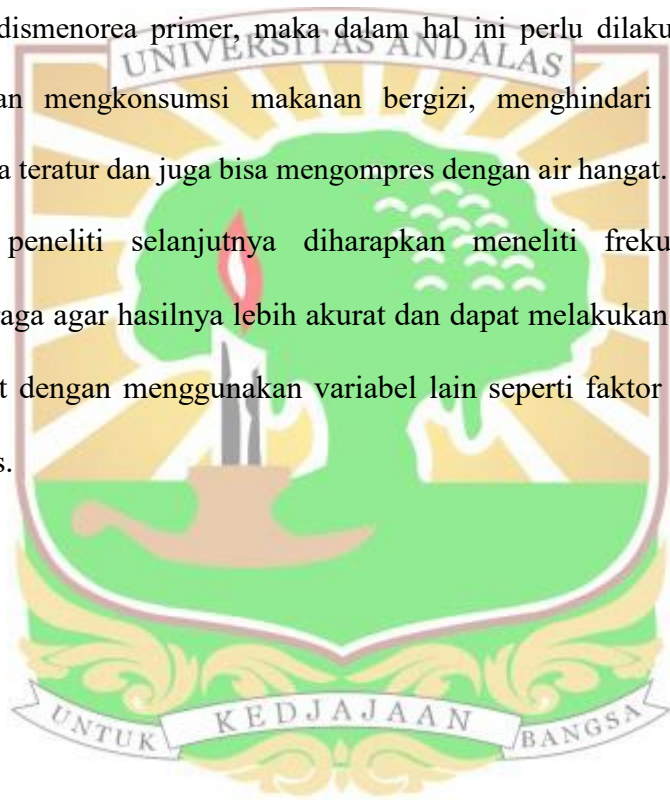 dismenorea primer, maka dalam hal ini perlu dilaku
UNIVERSITAS ANDALAS
an mengkonsumsi makanan bergizi, menghindari
a teratur dan juga bisa mengompres dengan air hangat.
peneliti selanjutnya diharapkan meneliti freku
raga agar hasilnya lebih akurat dan dapat melakukan
t dengan menggunakan variabel lain seperti faktor
s.
UNTUK KEDJAJAAN BANGSA